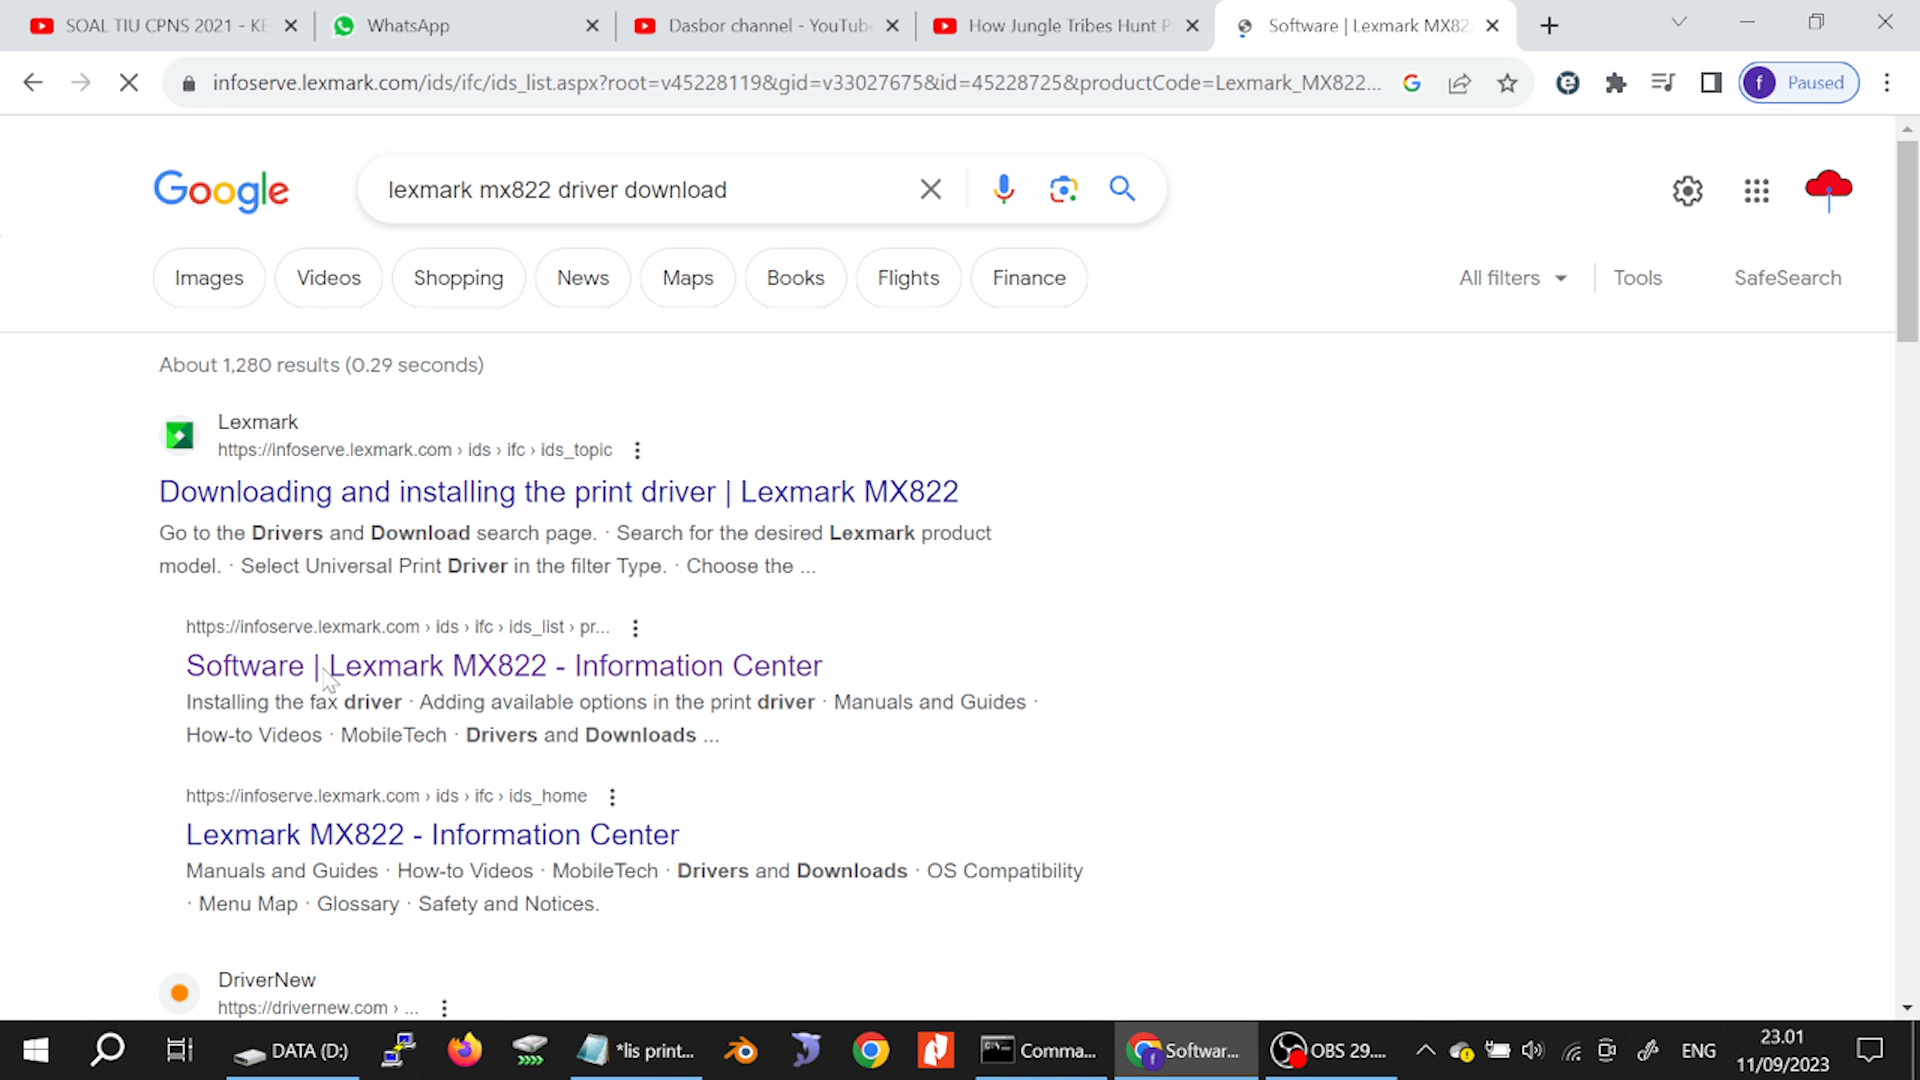 SOAL TIU CPNS 2021 - KE
WhatsApp
Dasbor channel - YouTube
How Jungle Tribes Hunt P
Software | Lexmark MX82
infoserve.lexmark.com/ids/ifc/ids_list.aspx?root=v45228119&gid=v33027675&id=45228725&productCode=Lexmark_MX822...
f Paused
Google
lexmark mx822 driver download
Images
Videos
Shopping
News
Maps
Books
Flights
Finance
All filters
Tools
SafeSearch
About 1,280 results (0.29 seconds)
Lexmark
https://infoserve.lexmark.com › ids › ifc › ids_topic
Downloading and installing the print driver | Lexmark MX822
Go to the Drivers and Download search page. · Search for the desired Lexmark product
model. · Select Universal Print Driver in the filter Type. · Choose the ...
https://infoserve.lexmark.com › ids › ifc › ids_list › pr...
Software | Lexmark MX822 - Information Center
Installing the fax driver · Adding available options in the print driver · Manuals and Guides ·
How-to Videos · MobileTech · Drivers and Downloads ...
https://infoserve.lexmark.com › ids › ifc › ids_home
Lexmark MX822 - Information Center
Manuals and Guides · How-to Videos · MobileTech · Drivers and Downloads · OS Compatibility
· Menu Map · Glossary · Safety and Notices.
DriverNew
https://drivernew.com › ...
DATA (D:)
*lis print...
Comma...
Softwar...
OBS 29....
ENG
23.01
11/09/2023